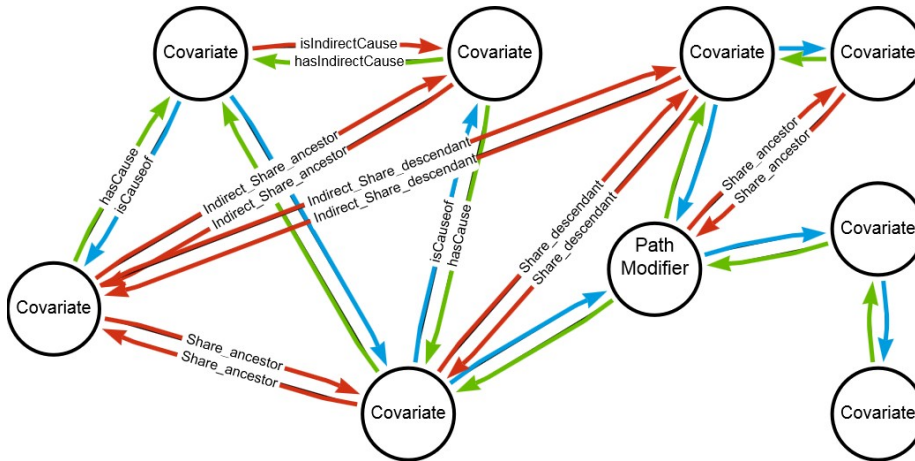 Covariate
isIndirectCause
hasIndirectCause
Covariate
Covariate
Covariate
hasCause
isCauseof
Indirect_Share_ancestor
Indirect_Share_ancestor
Indirect_Share_descendant
Indirect_Share_descendant
isCauseof
hasCause
Share_descendant
Share_descendant
Share_ancestor
Share_ancestor
Covariate
Path
Modifier
Covariate
Share_ancestor
Share_ancestor
Covariate
Covariate